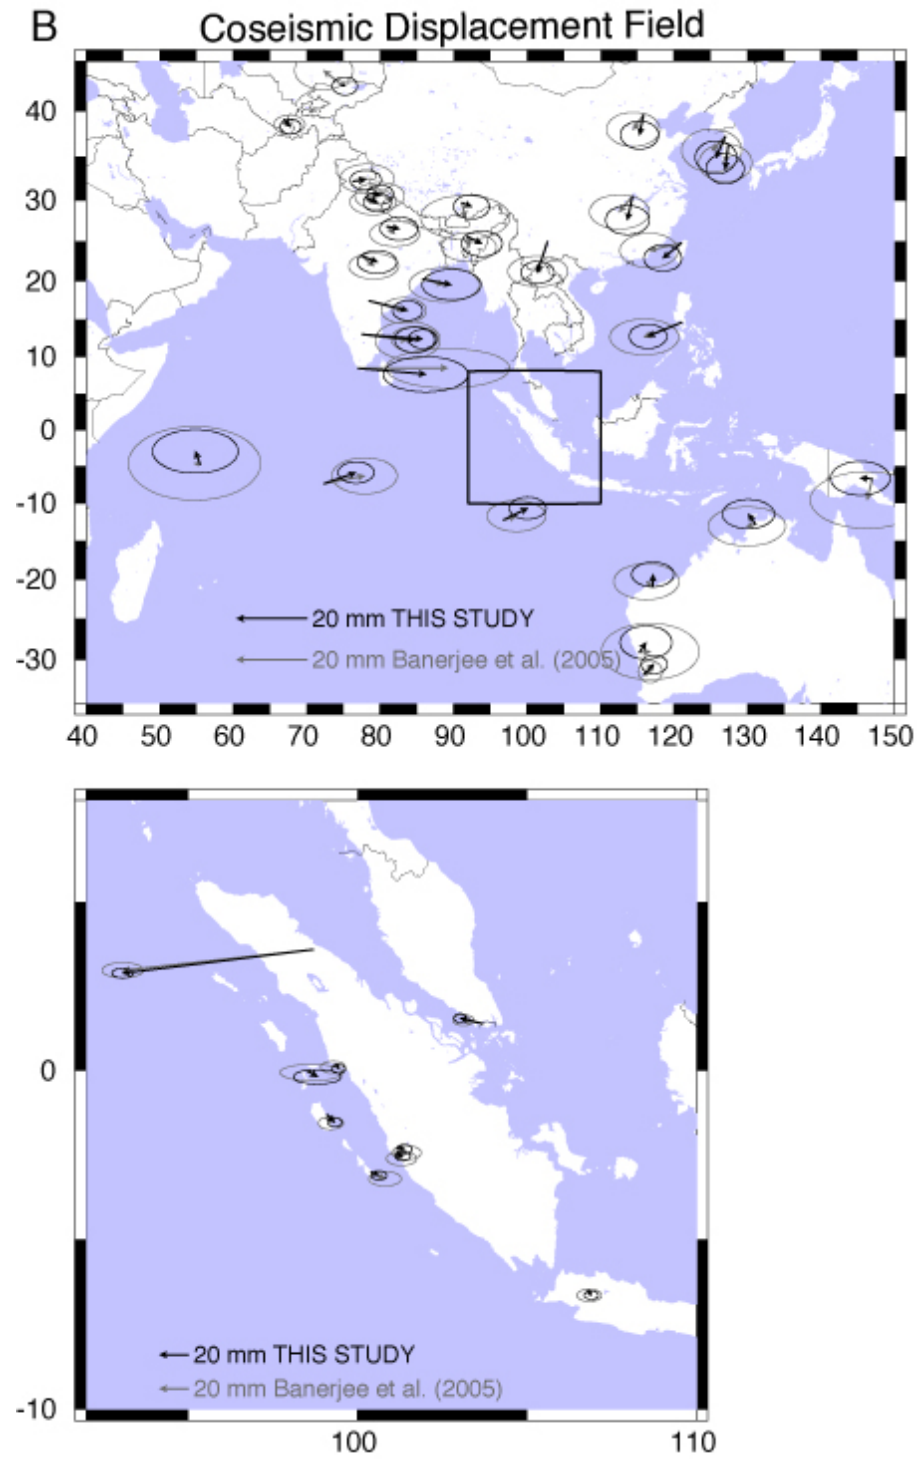 B Coseismic Displacement Field
40
30
20
10
0
-10
-20
-30
20 mm THIS STUDY
20 mm Banerjee et al. (2005)
40 50 60 70 80 90 100 110 120 130 140 150
0
-10
20 mm THIS STUDY
20 mm Banerjee et al. (2005)
100 110